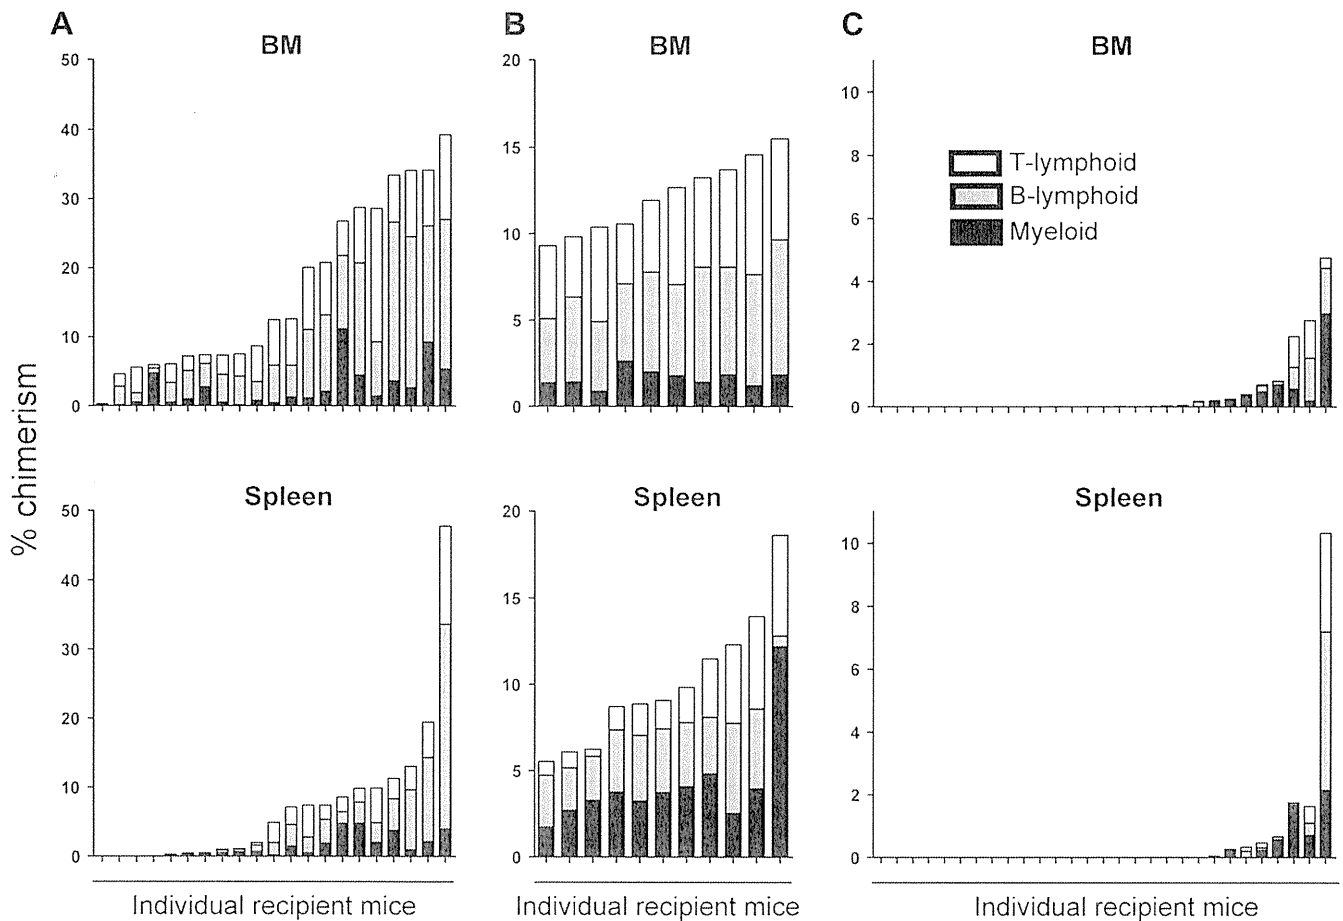 A
BM
50
40
30
20
10
0
B
BM
20
15
10
5
0
C
BM
10
8
6
4
2
0
T-lymphoid
B-lymphoid
Myeloid
% chimerism
Spleen
50
40
30
20
10
0
Individual recipient mice
Spleen
20
15
10
5
0
Individual recipient mice
Spleen
10
8
6
4
2
0
Individual recipient mice